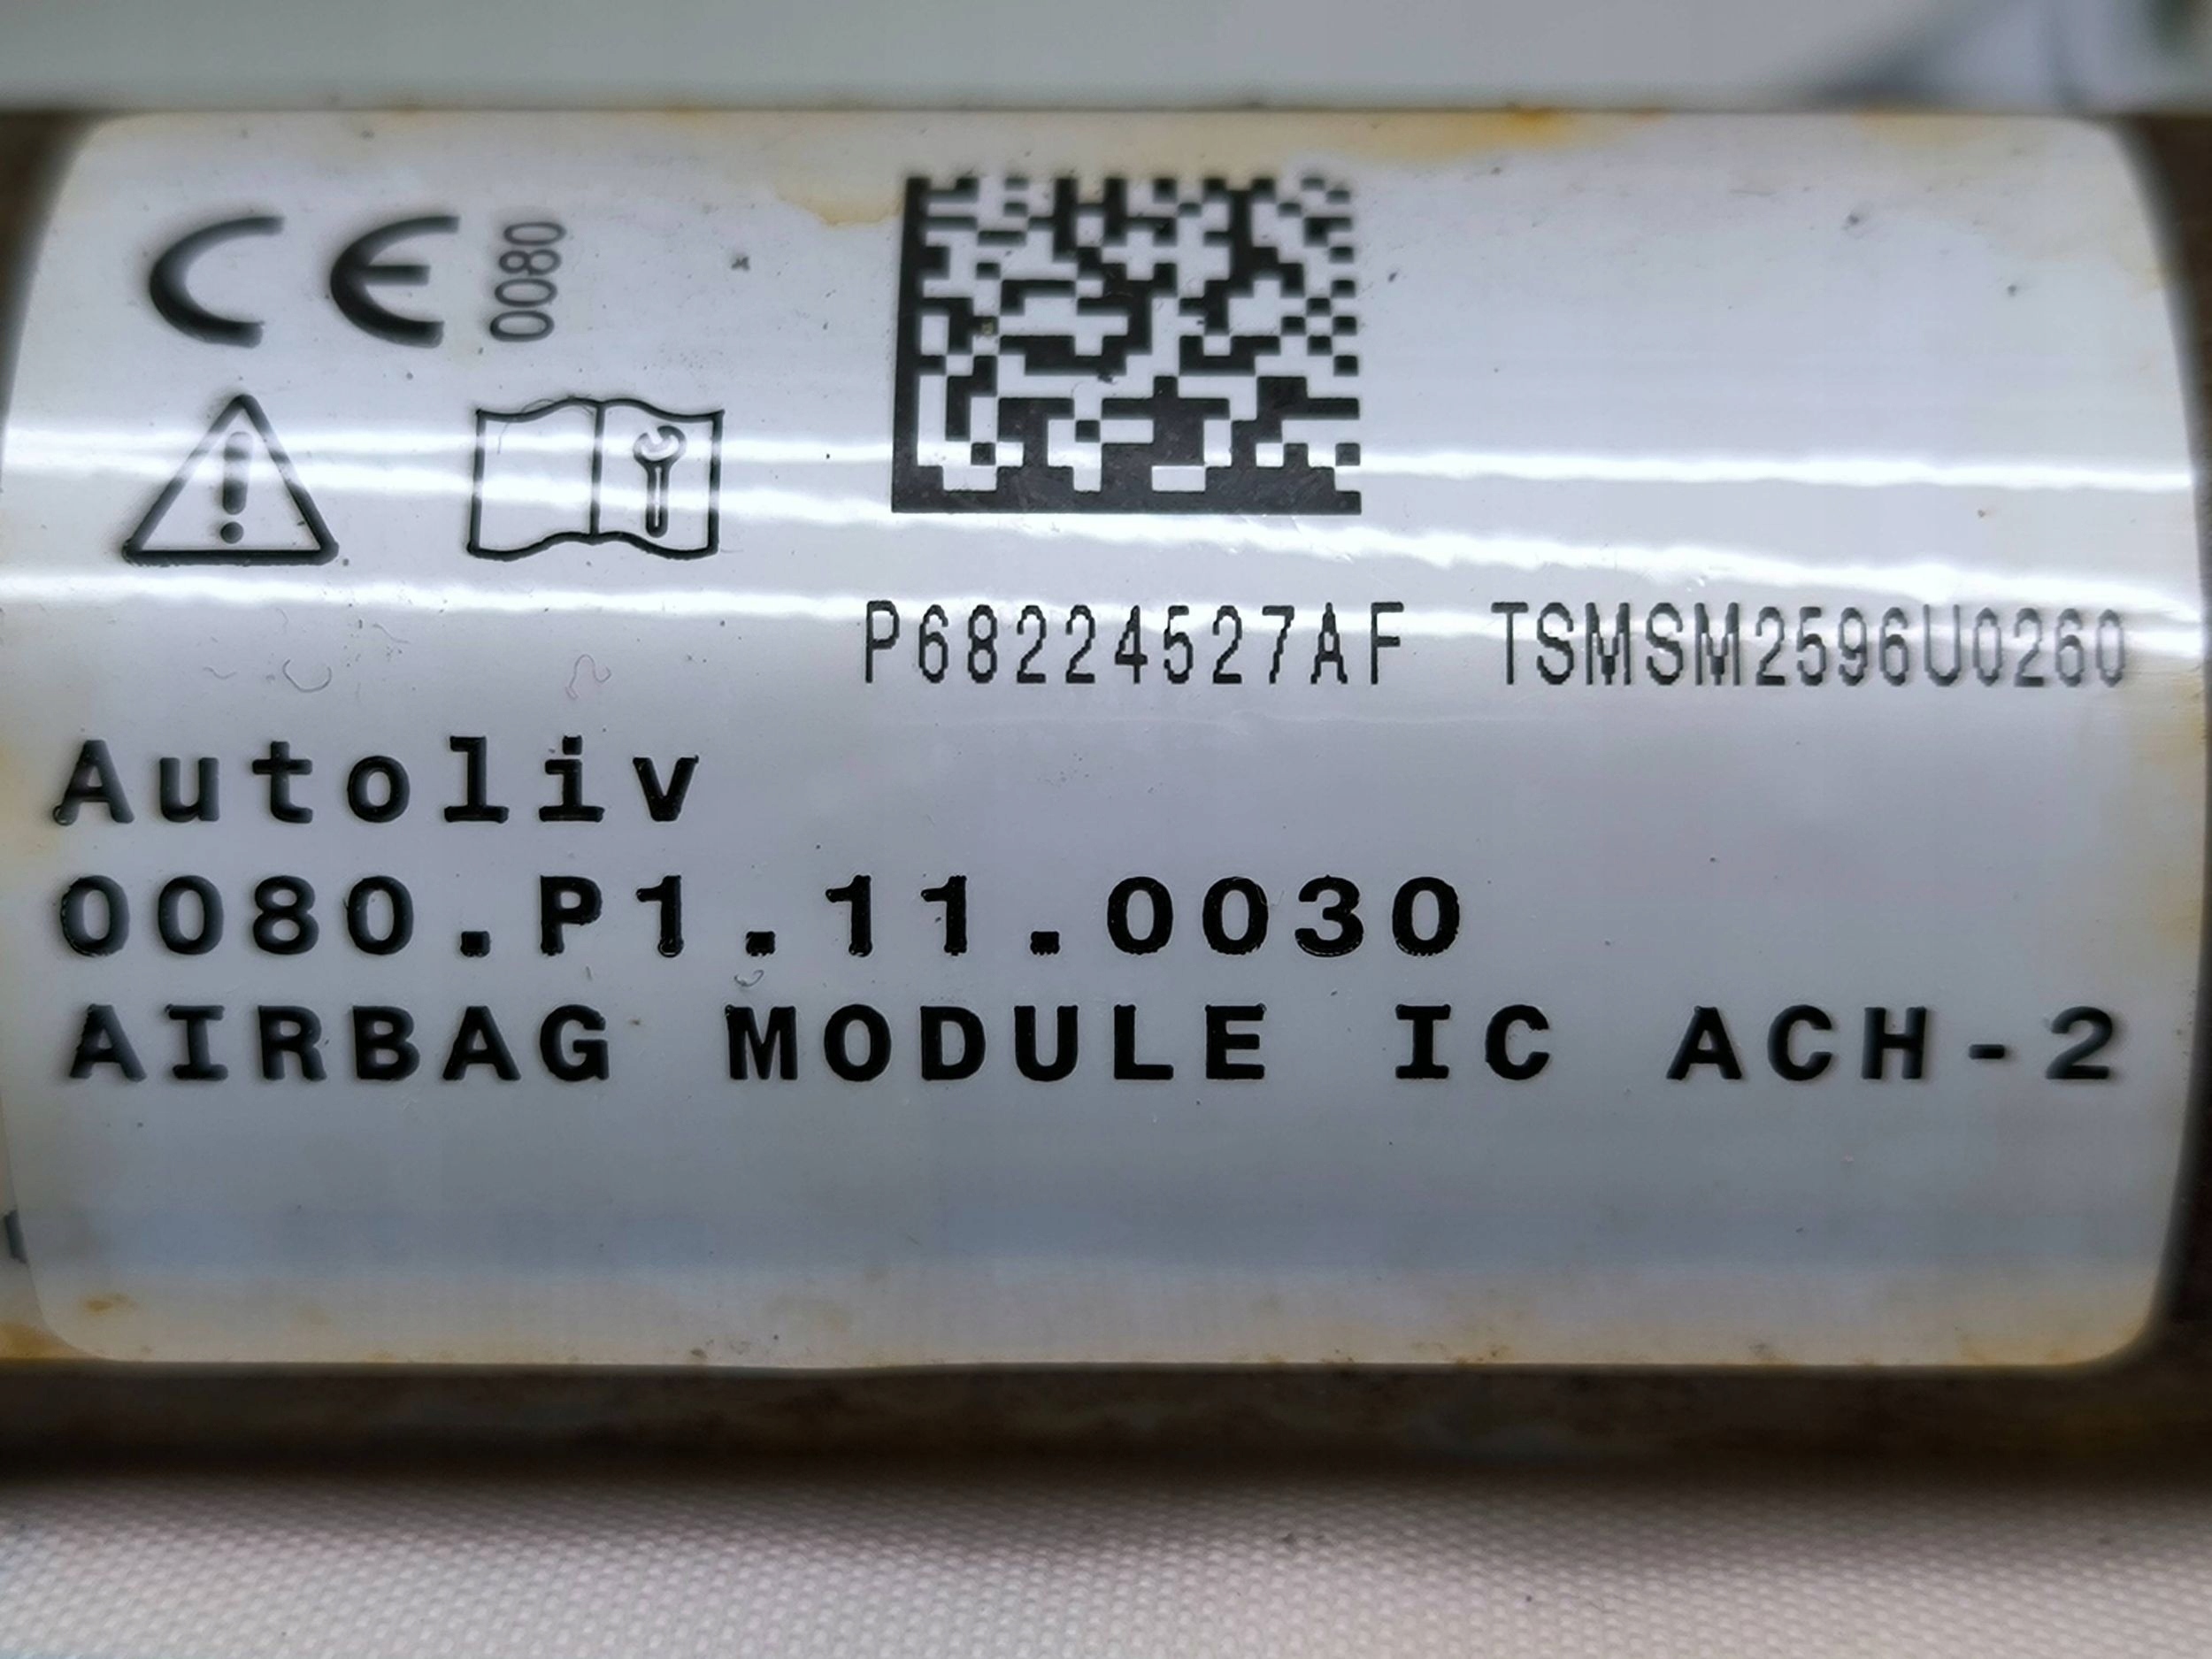 CE 0080
P68224527AF TSMSM2596U0260
Autoliv
0080.P1.11.0030
AIRBAG MODULE IC ACH-2